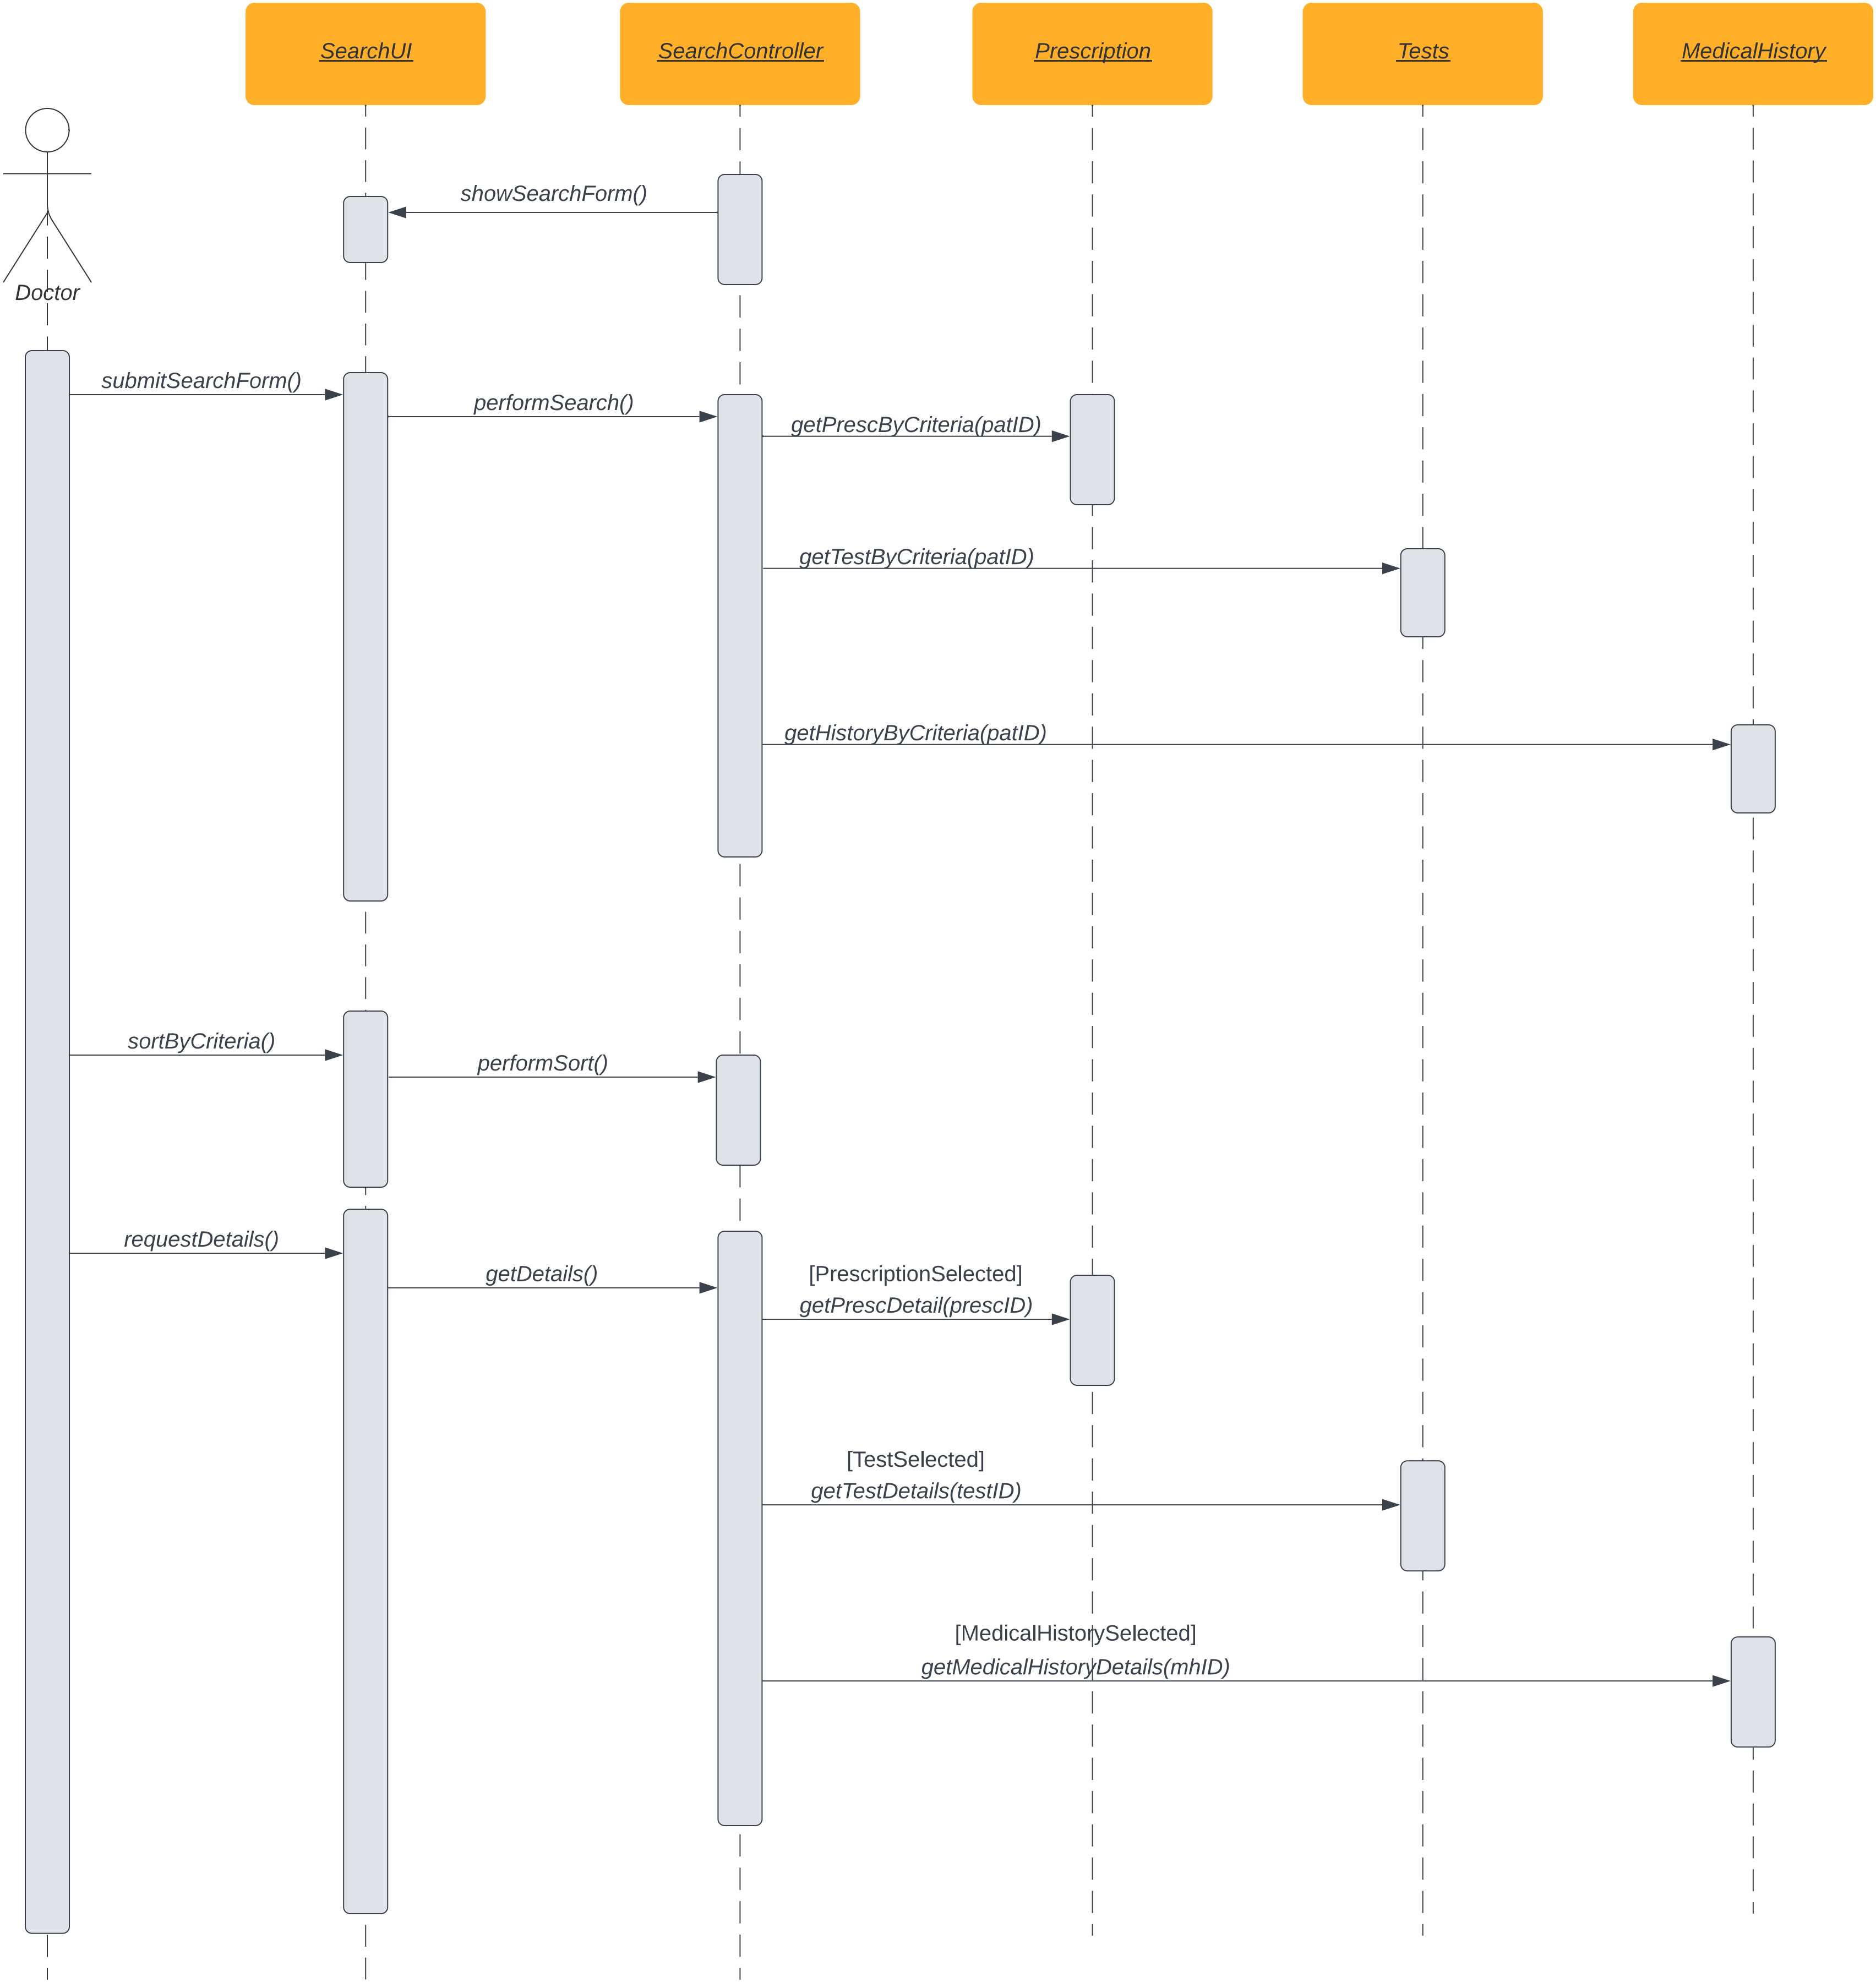 SearchUI
SearchController
Prescription
Tests
MedicalHistory
showSearchForm()
Doctor
submitSearchForm()
performSearch()
getPrescByCriteria(patID)
getTestByCriteria(patID)
getHistoryByCriteria(patID)
sortByCriteria()
performSort()
requestDetails()
getDetails()
[PrescriptionSelected]
getPrescDetail(prescID)
[TestSelected]
getTestDetails(testID)
[MedicalHistorySelected]
getMedicalHistoryDetails(mhID)